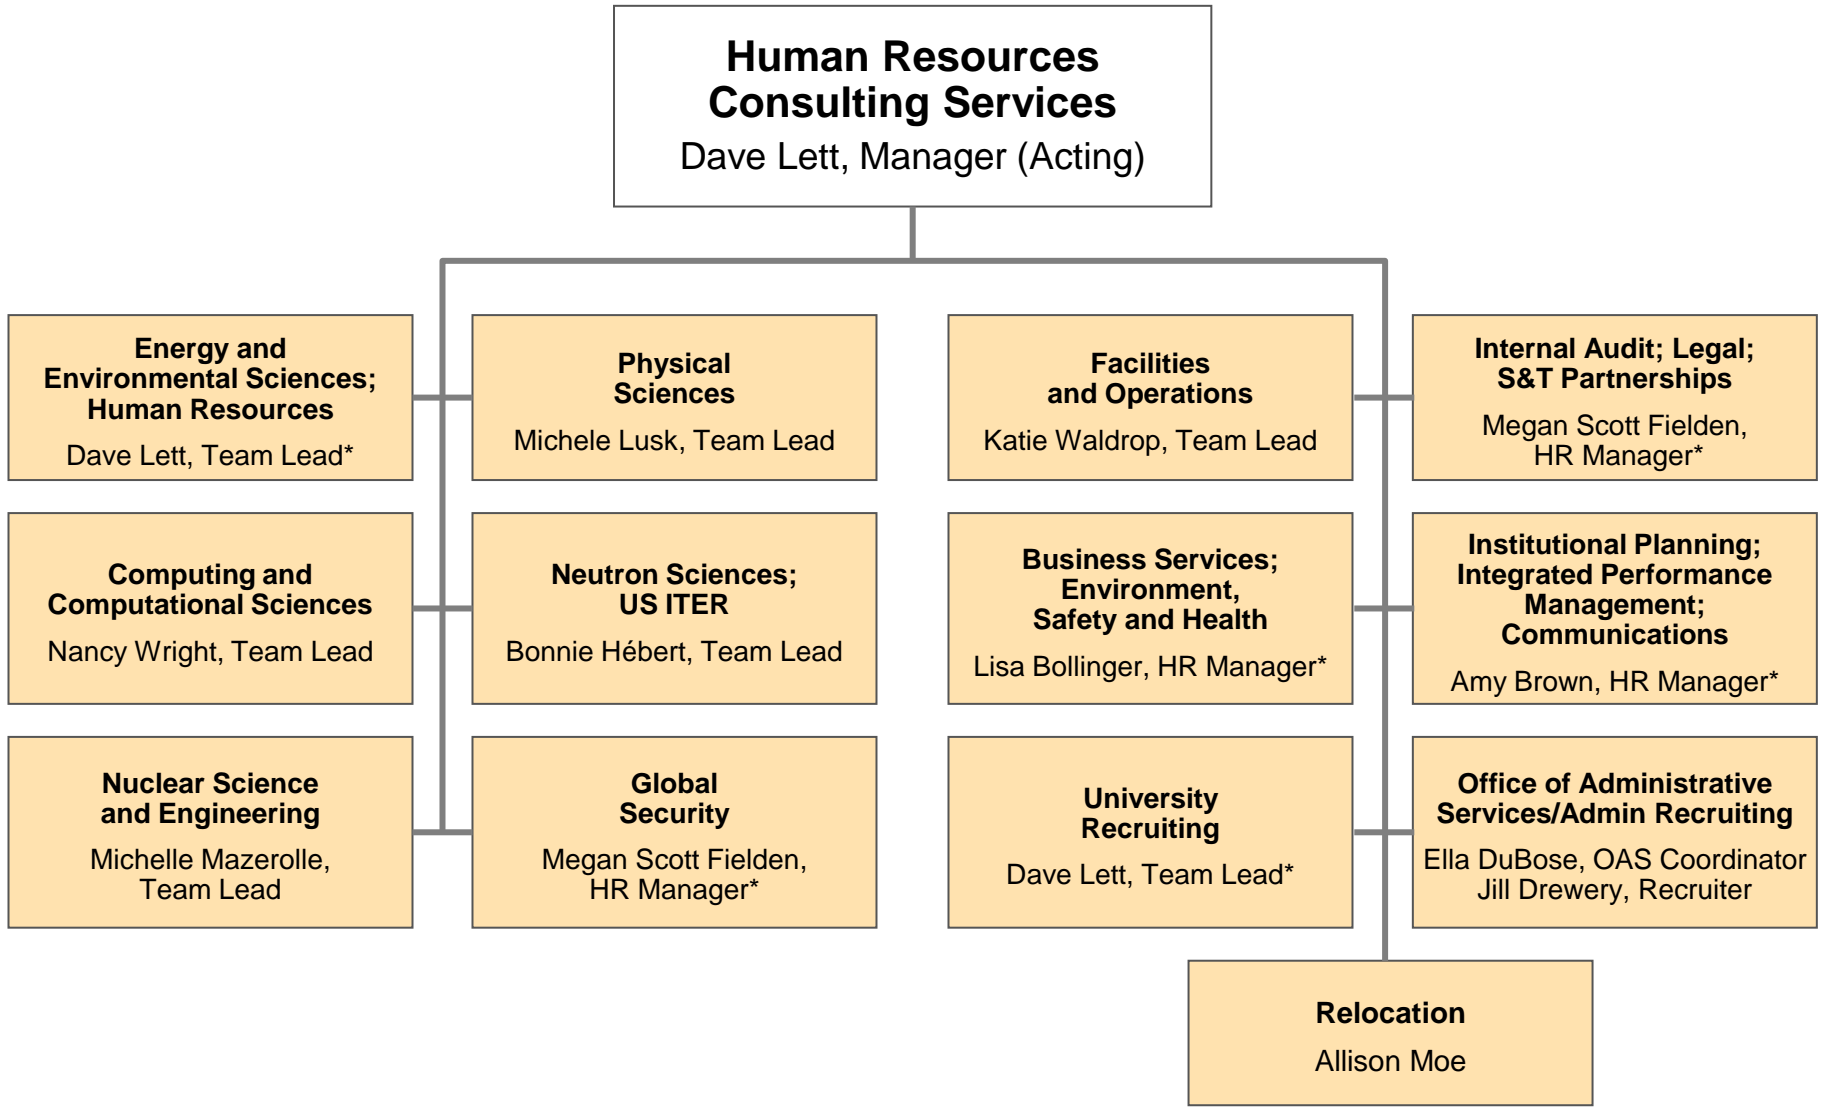 Human Resources
Consulting Services
Dave Lett, Manager (Acting)
Energy and
Environmental Sciences;
Human Resources
Dave Lett, Team Lead*
Physical
Sciences
Michele Lusk, Team Lead
Facilities
and Operations
Katie Waldrop, Team Lead
Internal Audit; Legal;
S&T Partnerships
Megan Scott Fielden,
HR Manager*
Computing and
Computational Sciences
Nancy Wright, Team Lead
Neutron Sciences;
US ITER
Bonnie Hébert, Team Lead
Business Services;
Environment,
Safety and Health
Lisa Bollinger, HR Manager*
Institutional Planning;
Integrated Performance
Management;
Communications
Amy Brown, HR Manager*
Nuclear Science
and Engineering
Michelle Mazerolle,
Team Lead
Global
Security
Megan Scott Fielden,
HR Manager*
University
Recruiting
Dave Lett, Team Lead*
Office of Administrative
Services/Admin Recruiting
Ella DuBose, OAS Coordinator
Jill Drewery, Recruiter
Relocation
Allison Moe